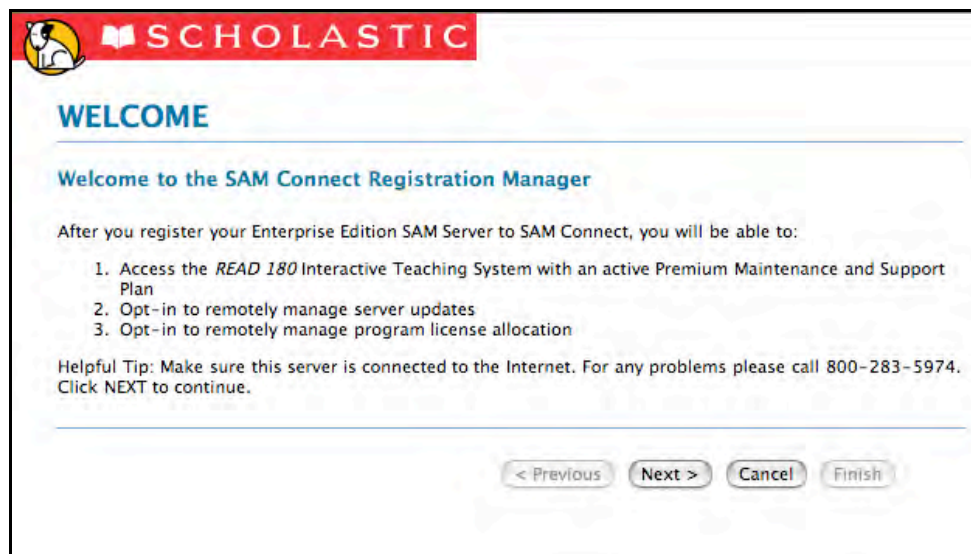 SCHOLASTIC
WELCOME
Welcome to the SAM Connect Registration Manager
After you register your Enterprise Edition SAM Server to SAM Connect, you will be able to:
1. Access the READ 180 Interactive Teaching System with an active Premium Maintenance and Support
Plan
2. Opt-in to remotely manage server updates
3. Opt-in to remotely manage program license allocation
Helpful Tip: Make sure this server is connected to the Internet. For any problems please call 800-283-5974.
Click NEXT to continue.
< Previous Next > Cancel Finish